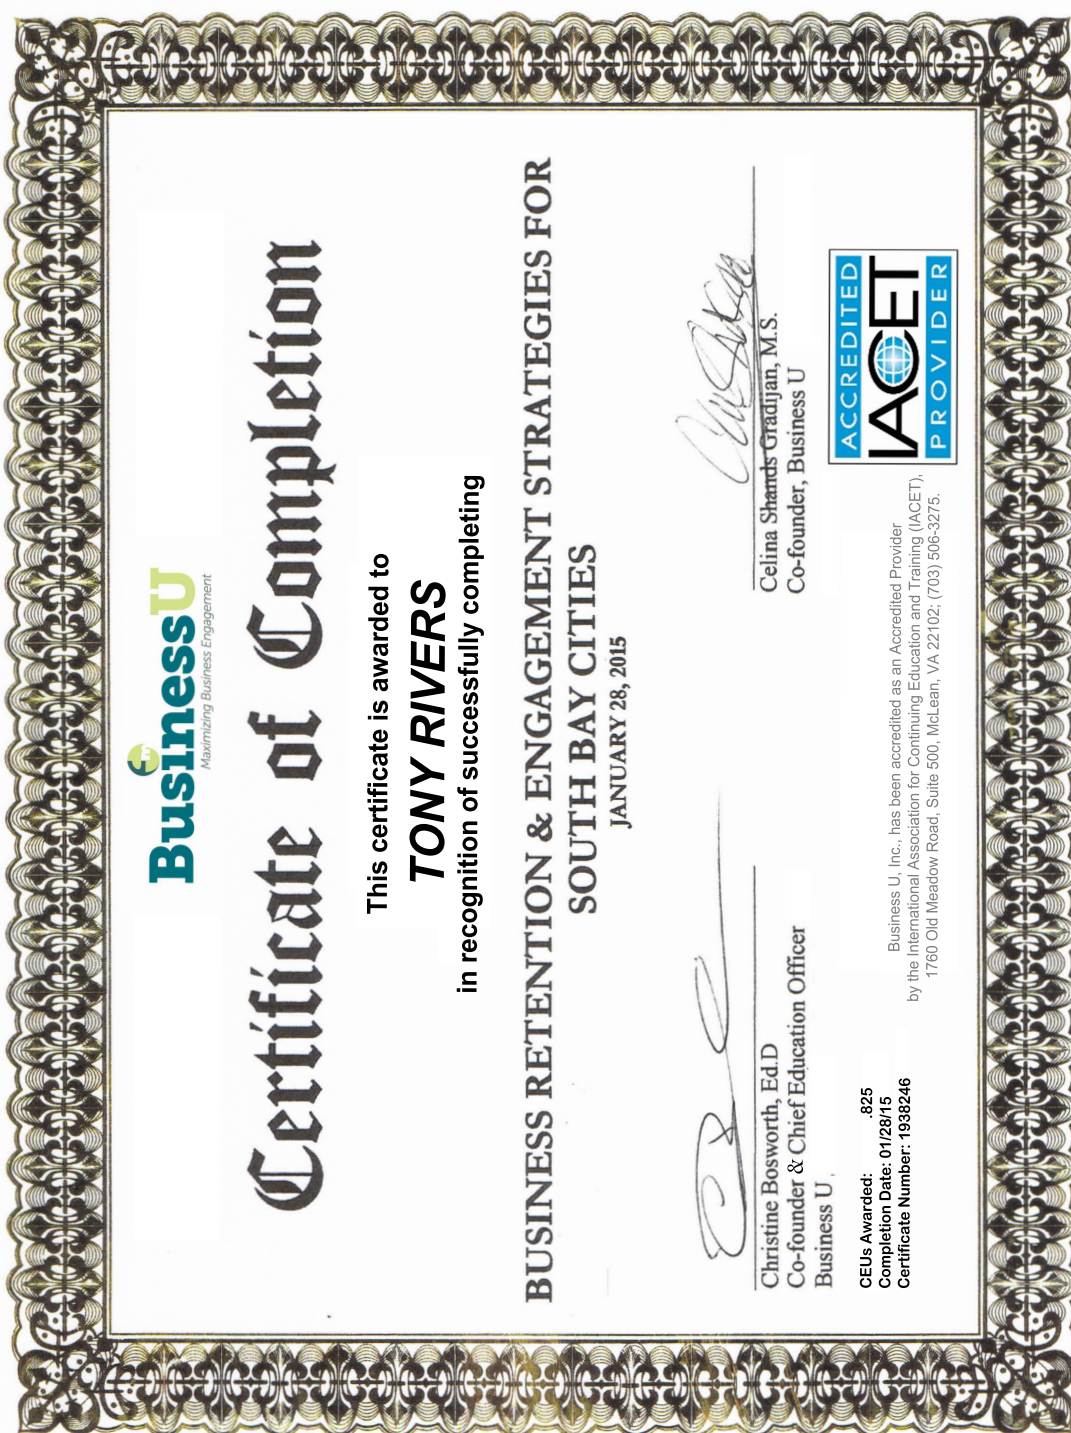 BusinessU
Maximizing Business Engagement
Certificate of Completion
This certificate is awarded to
TONY RIVERS
in recognition of successfully completing
BUSINESS RETENTION & ENGAGEMENT STRATEGIES FOR
SOUTH BAY CITIES
JANUARY 28, 2015
Christine Bosworth, Ed.D
Co-founder & Chief Education Officer
Business U
Celina Shands Gradijan, M.S.
Co-founder, Business U
CEUs Awarded: .825
Completion Date: 01/28/15
Certificate Number: 1938246
Business U, Inc., has been accredited as an Accredited Provider
by the International Association for Continuing Education and Training (IACET),
1760 Old Meadow Road, Suite 500, McLean, VA 22102; (703) 506-3275.
ACCREDITED
IACET
PROVIDER